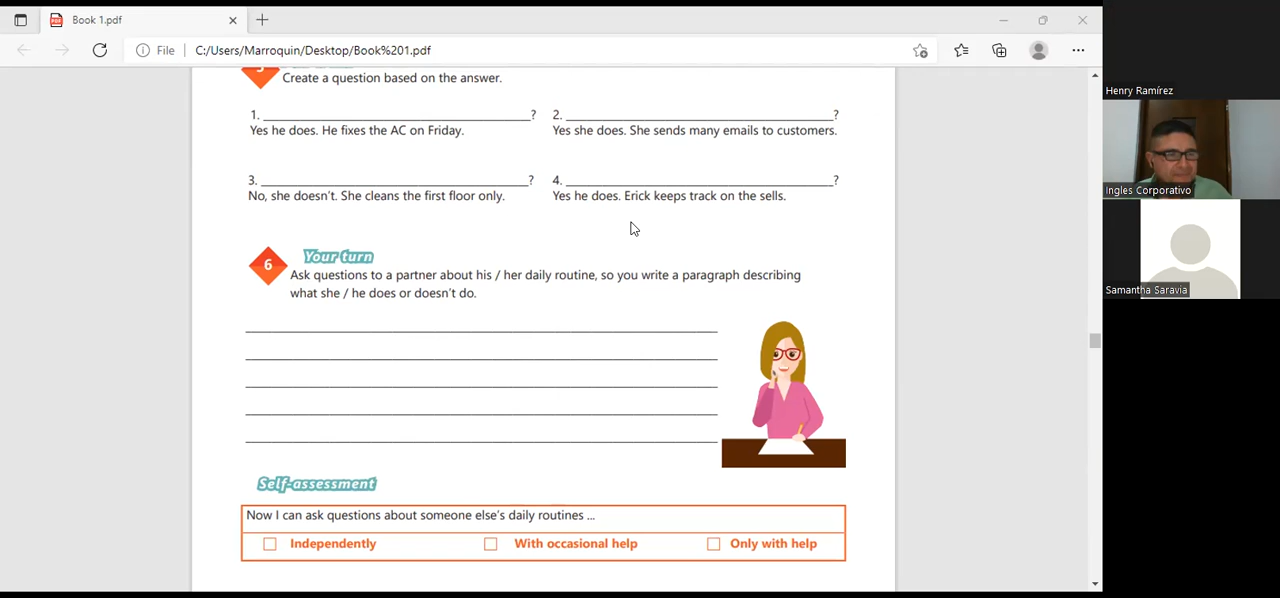 Book 1.pdf
File
C:/Users/Marroquin/Desktop/Book%201.pdf
Create a question based on the answer.
1. ______________________________?
2. ______________________________?
Yes he does. He fixes the AC on Friday.
Yes she does. She sends many emails to customers.
3. ______________________________?
4. ______________________________?
No, she doesn't. She cleans the first floor only.
Yes he does. Erick keeps track on the sells.
6
Your turn
Ask questions to a partner about his / her daily routine, so you write a paragraph describing
what she / he does or doesn't do.
Self-assessment
Now I can ask questions about someone else's daily routines ...
Independently
With occasional help
Only with help
Henry Ramírez
Ingles Corporativo
Samantha Saravia